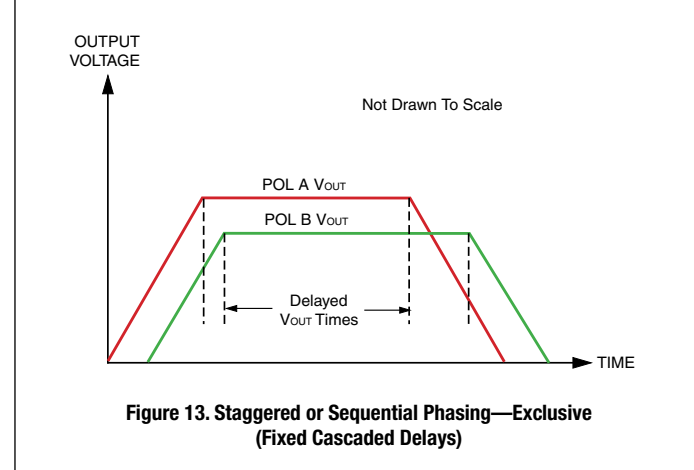 OUTPUT
VOLTAGE
Not Drawn To Scale
POL A VOUT
POL B VOUT
Delayed
VOUT Times
TIME
Figure 13. Staggered or Sequential Phasing—Exclusive
(Fixed Cascaded Delays)